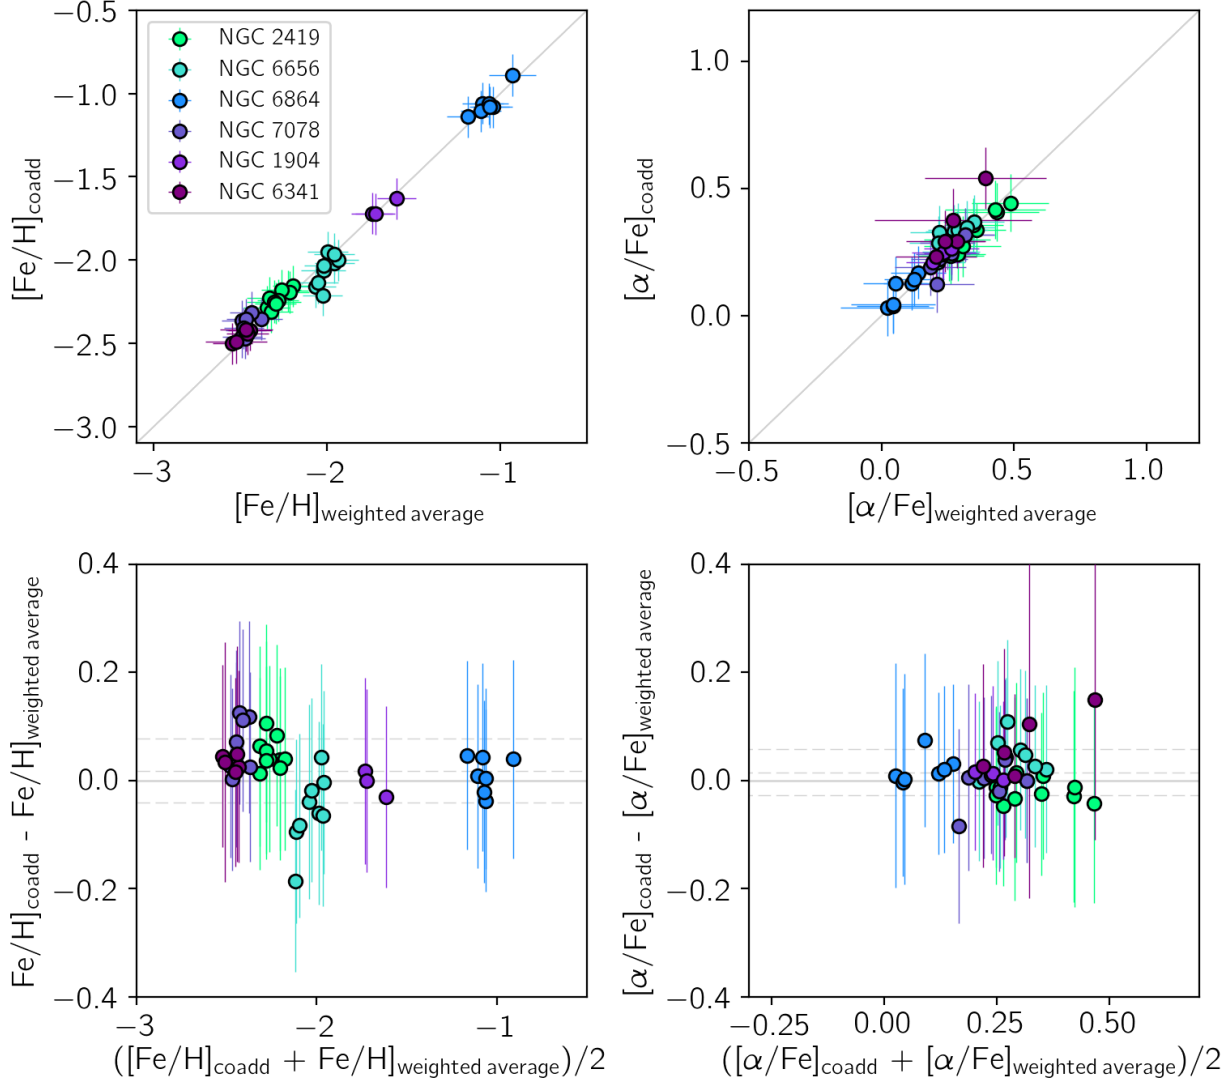 −0.5
−1.0
−1.5
−2.0
−2.5
−3.0
[Fe/H]coadd
NGC 2419
NGC 6656
NGC 6864
NGC 7078
NGC 1904
NGC 6341
−3
−2
−1
[Fe/H]weighted average
1.0
0.5
0.0
−0.5
[α/Fe]coadd
−0.5
0.0
0.5
1.0
[α/Fe]weighted average
0.4
0.2
0.0
−0.2
−0.4
Fe/H]coadd - Fe/H]weighted average
−3
−2
−1
([Fe/H]coadd + Fe/H]weighted average)/2
0.4
0.2
0.0
−0.2
−0.4
[α/Fe]coadd - [α/Fe]weighted average
−0.25
0.00
0.25
0.50
([α/Fe]coadd + [α/Fe]weighted average)/2